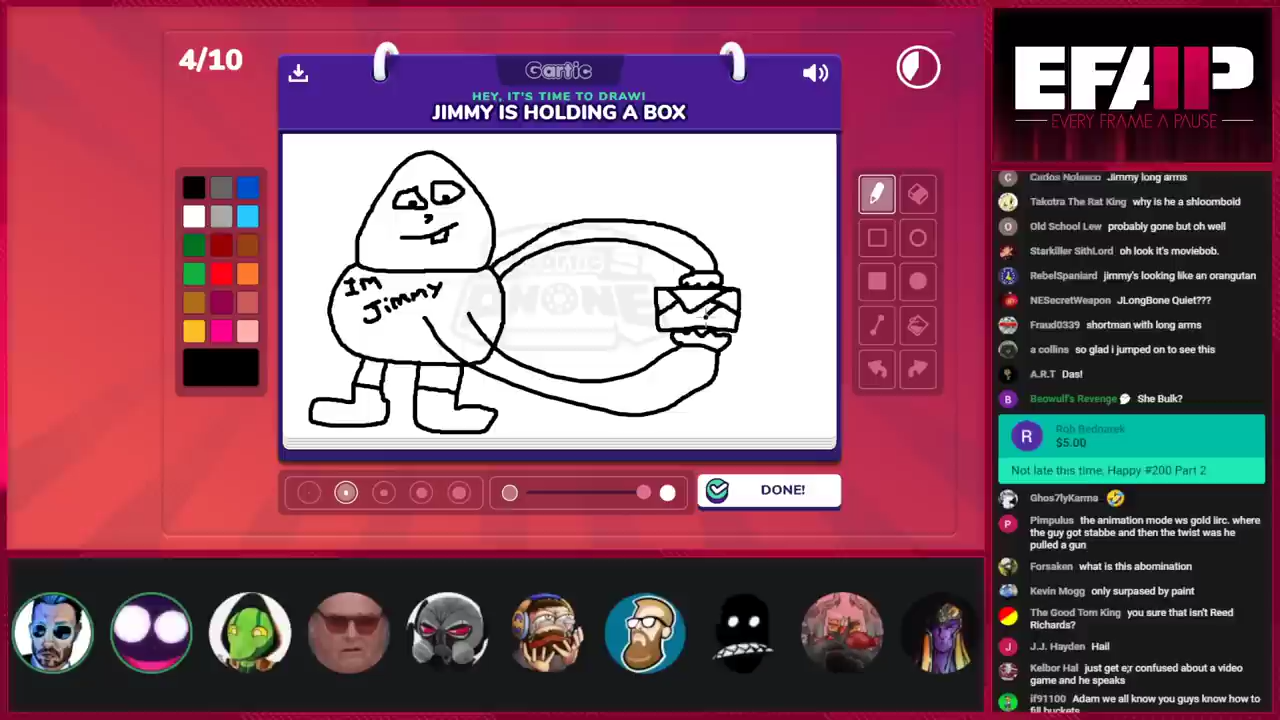 4/10
Gartic
HEY, IT'S TIME TO DRAW!
JIMMY IS HOLDING A BOX
Im
Jimmy
DONE!
EFAP
EVERY FRAME A PAUSE
Carlos Nolasco Jimmy long arms
Takotra The Rat King why is he a shloomboid
Old School Lew probably gone but oh well
Starkiller SithLord oh look it's moviebob.
RebelSpaniard jimmy's looking like an orangutan
NESecretWeapon JLongBone Quiet???
Fraud0339 shortman with long arms
a collins so glad i jumped on to see this
A.R.T Das!
Beowulf's Revenge She Bulk?
R
Rob Bednarek
$5.00
Not late this time, Happy #200 Part 2
Ghos7lyKarma
Pimpulus the animation mode ws gold iirc. where
the guy got stabbe and then the twist was he
pulled a gun
Forsaken what is this abomination
Kevin Mogg only surpased by paint
The Good Tom King you sure that isn't Reed
Richards?
J.J. Hayden Hail
Kelbor Hal just get e;r confused about a video
game and he speaks
if91100 Adam we all know you guys know how to
fill buckets